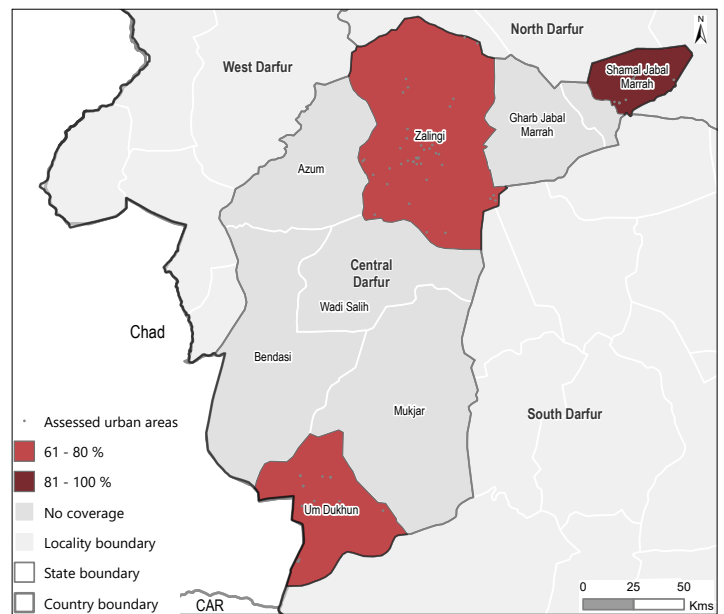 North Darfur
N
West Darfur
Shamal Jabal
Marrah
Gharb Jabal
Marrah
Zalingi
Azum
Central
Darfur
Wadi Salih
Chad
Bendasi
Mukjar
South Darfur
Um Dukhun
Assessed urban areas
61 - 80 %
81 - 100 %
No coverage
Locality boundary
State boundary
Country boundary
CAR
0 25 50
Kms